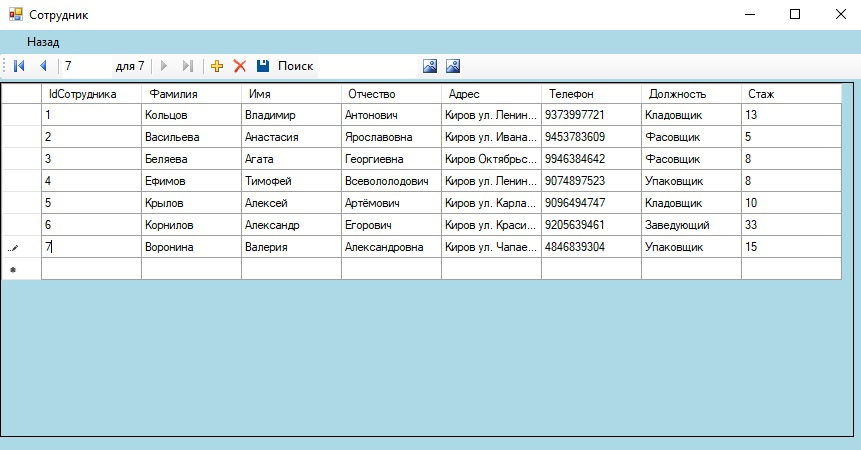 Сотрудник
Назад
7 для 7 Поиск
IdСотрудника Фамилия Имя Отчество Адрес Телефон Должность Стаж
1 Кольцов Владимир Антонович Киров ул. Ленин... 9373997721 Кладовщик 13
2 Васильева Анастасия Ярославовна Киров ул. Ивана... 9453783609 Фасовщик 5
3 Беляева Агата Георгиевна Киров Октябрьс... 9946384642 Фасовщик 8
4 Ефимов Тимофей Всевололодович Киров ул. Ленин... 9074897523 Упаковщик 8
5 Крылов Алексей Артёмович Киров ул. Карла... 9096494747 Кладовщик 10
6 Корнилов Александр Егорович Киров ул. Краси... 9205639461 Заведующий 33
7 Воронина Валерия Александровна Киров ул. Чапае... 4846839304 Упаковщик 15